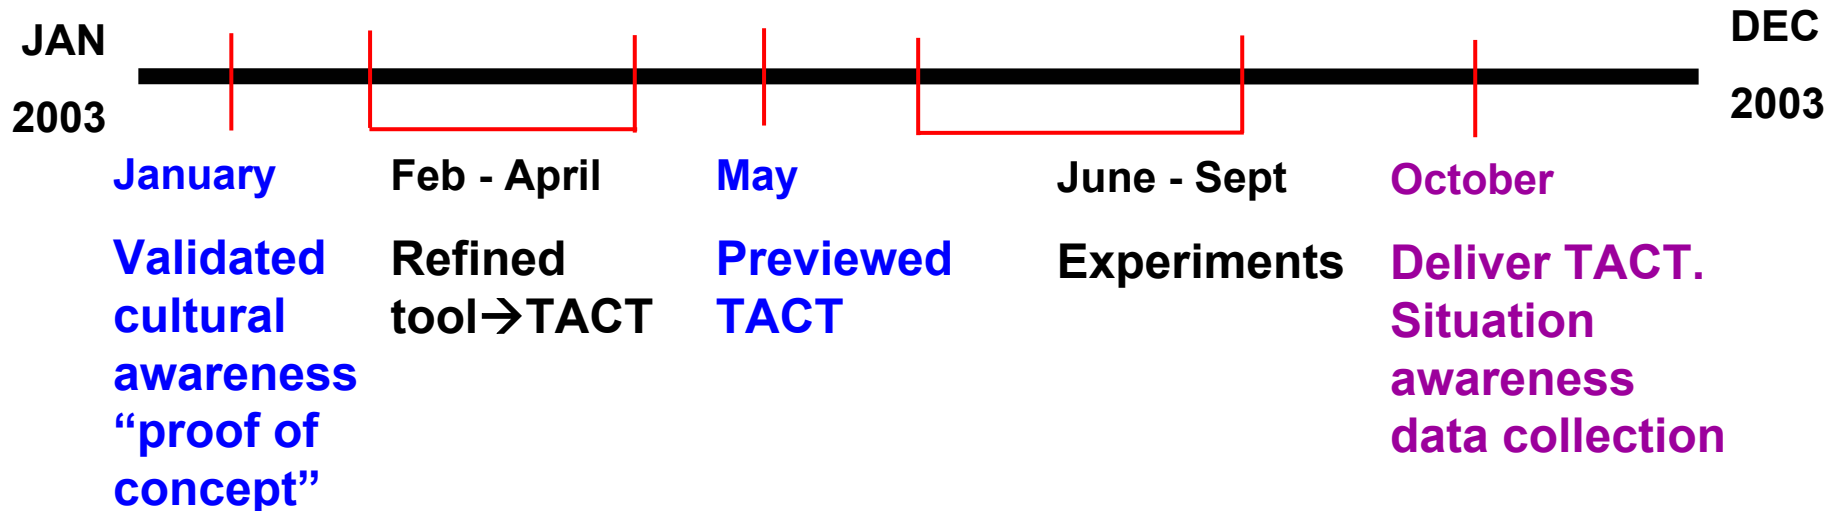 JAN
2003
DEC
2003
January
Validated
cultural
awareness
“proof of
concept”
Feb - April
Refined
tool→TACT
May
Previewed
TACT
June - Sept
Experiments
October
Deliver TACT.
Situation
awareness
data collection